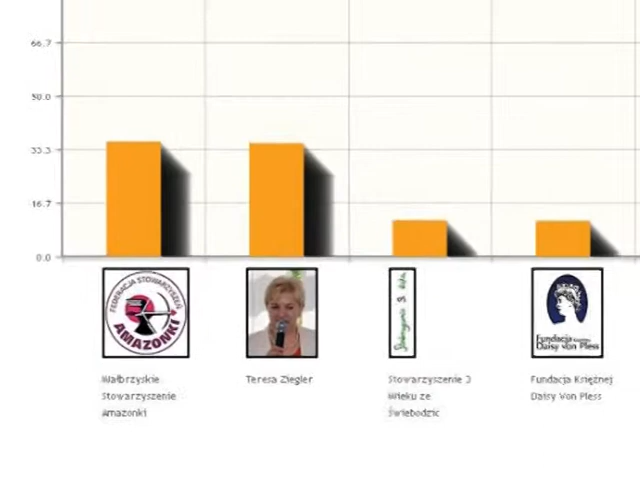 66.7
50.0
33.3
16.7
0.0
FEDERACJA STOWARZYSZEŃ
AMAZONKI
Fundacja
Daisy von Pless
Wałbrzyskie
Stowarzyszenie
Amazonki
Teresa Ziegler
Stowarzyszenie 3
Wieku ze
Świebodzic
Fundacja Księżnej
Daisy Von Pless